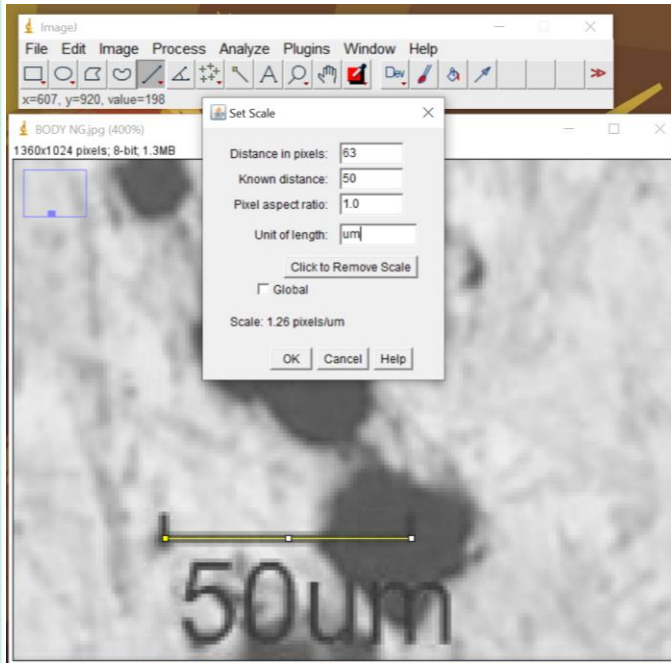 ImageJ
File Edit Image Process Analyze Plugins Window Help
A Dev ≫
x=607, y=920, value=198
BODY NG.jpg (400%)
1360x1024 pixels; 8-bit; 1.3MB
Set Scale
Distance in pixels: 63
Known distance: 50
Pixel aspect ratio: 1.0
Unit of length: um
Click to Remove Scale
Global
Scale: 1.26 pixels/um
OK Cancel Help
50um